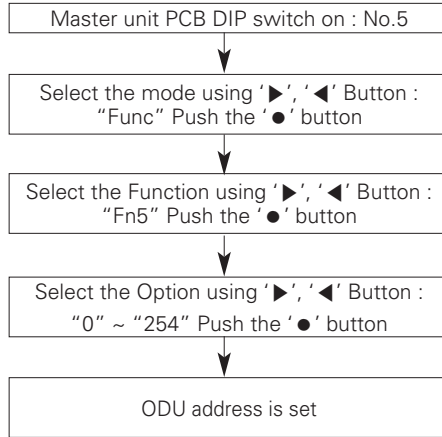 Master unit PCB DIP switch on : No.5
Select the mode using ‘▶’, ‘◀’ Button :
“Func” Push the ‘●’ button
Select the Function using ‘▶’, ‘◀’ Button :
“Fn5” Push the ‘●’ button
Select the Option using ‘▶’, ‘◀’ Button :
“0” ~ “254” Push the ‘●’ button
ODU address is set